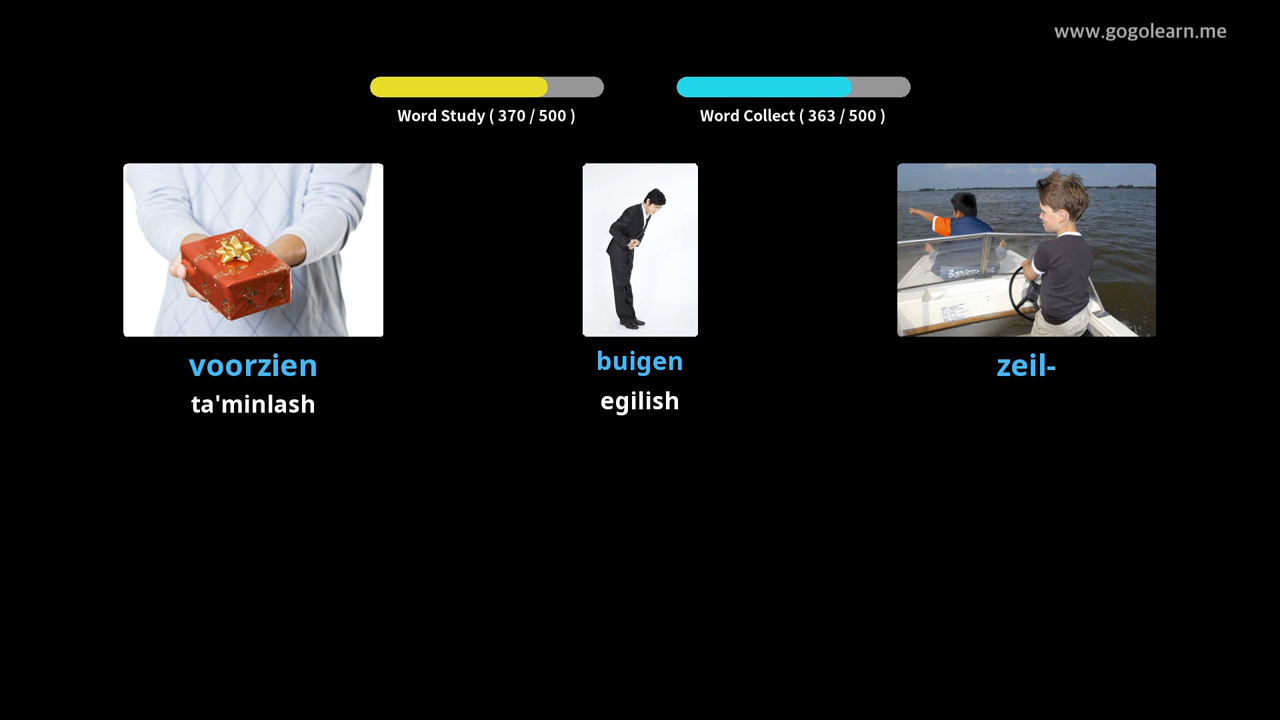 www.gogolearn.me
Word Study ( 370 / 500 )
Word Collect ( 363 / 500 )
voorzien
ta'minlash
buigen
egilish
zeil-